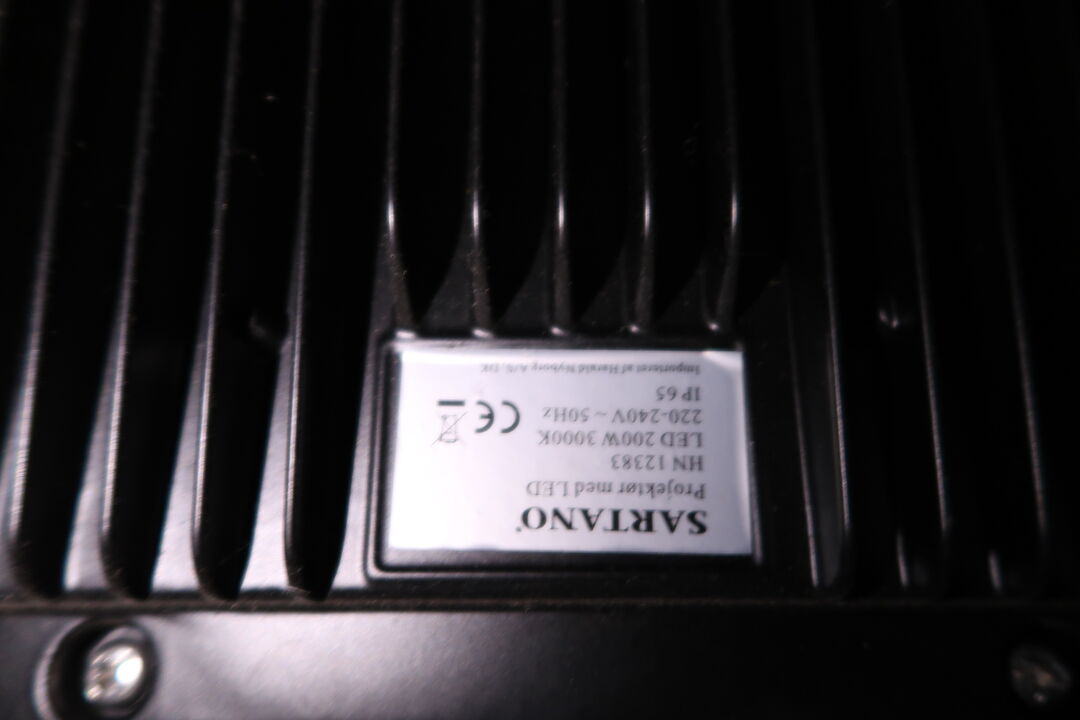 SARTANO®
Projektør med LED
HN 12383
LED 200W 3000K
220-240V ~ 50Hz
IP 65
CE
Importeret af Harald Nyborg A/S, DK